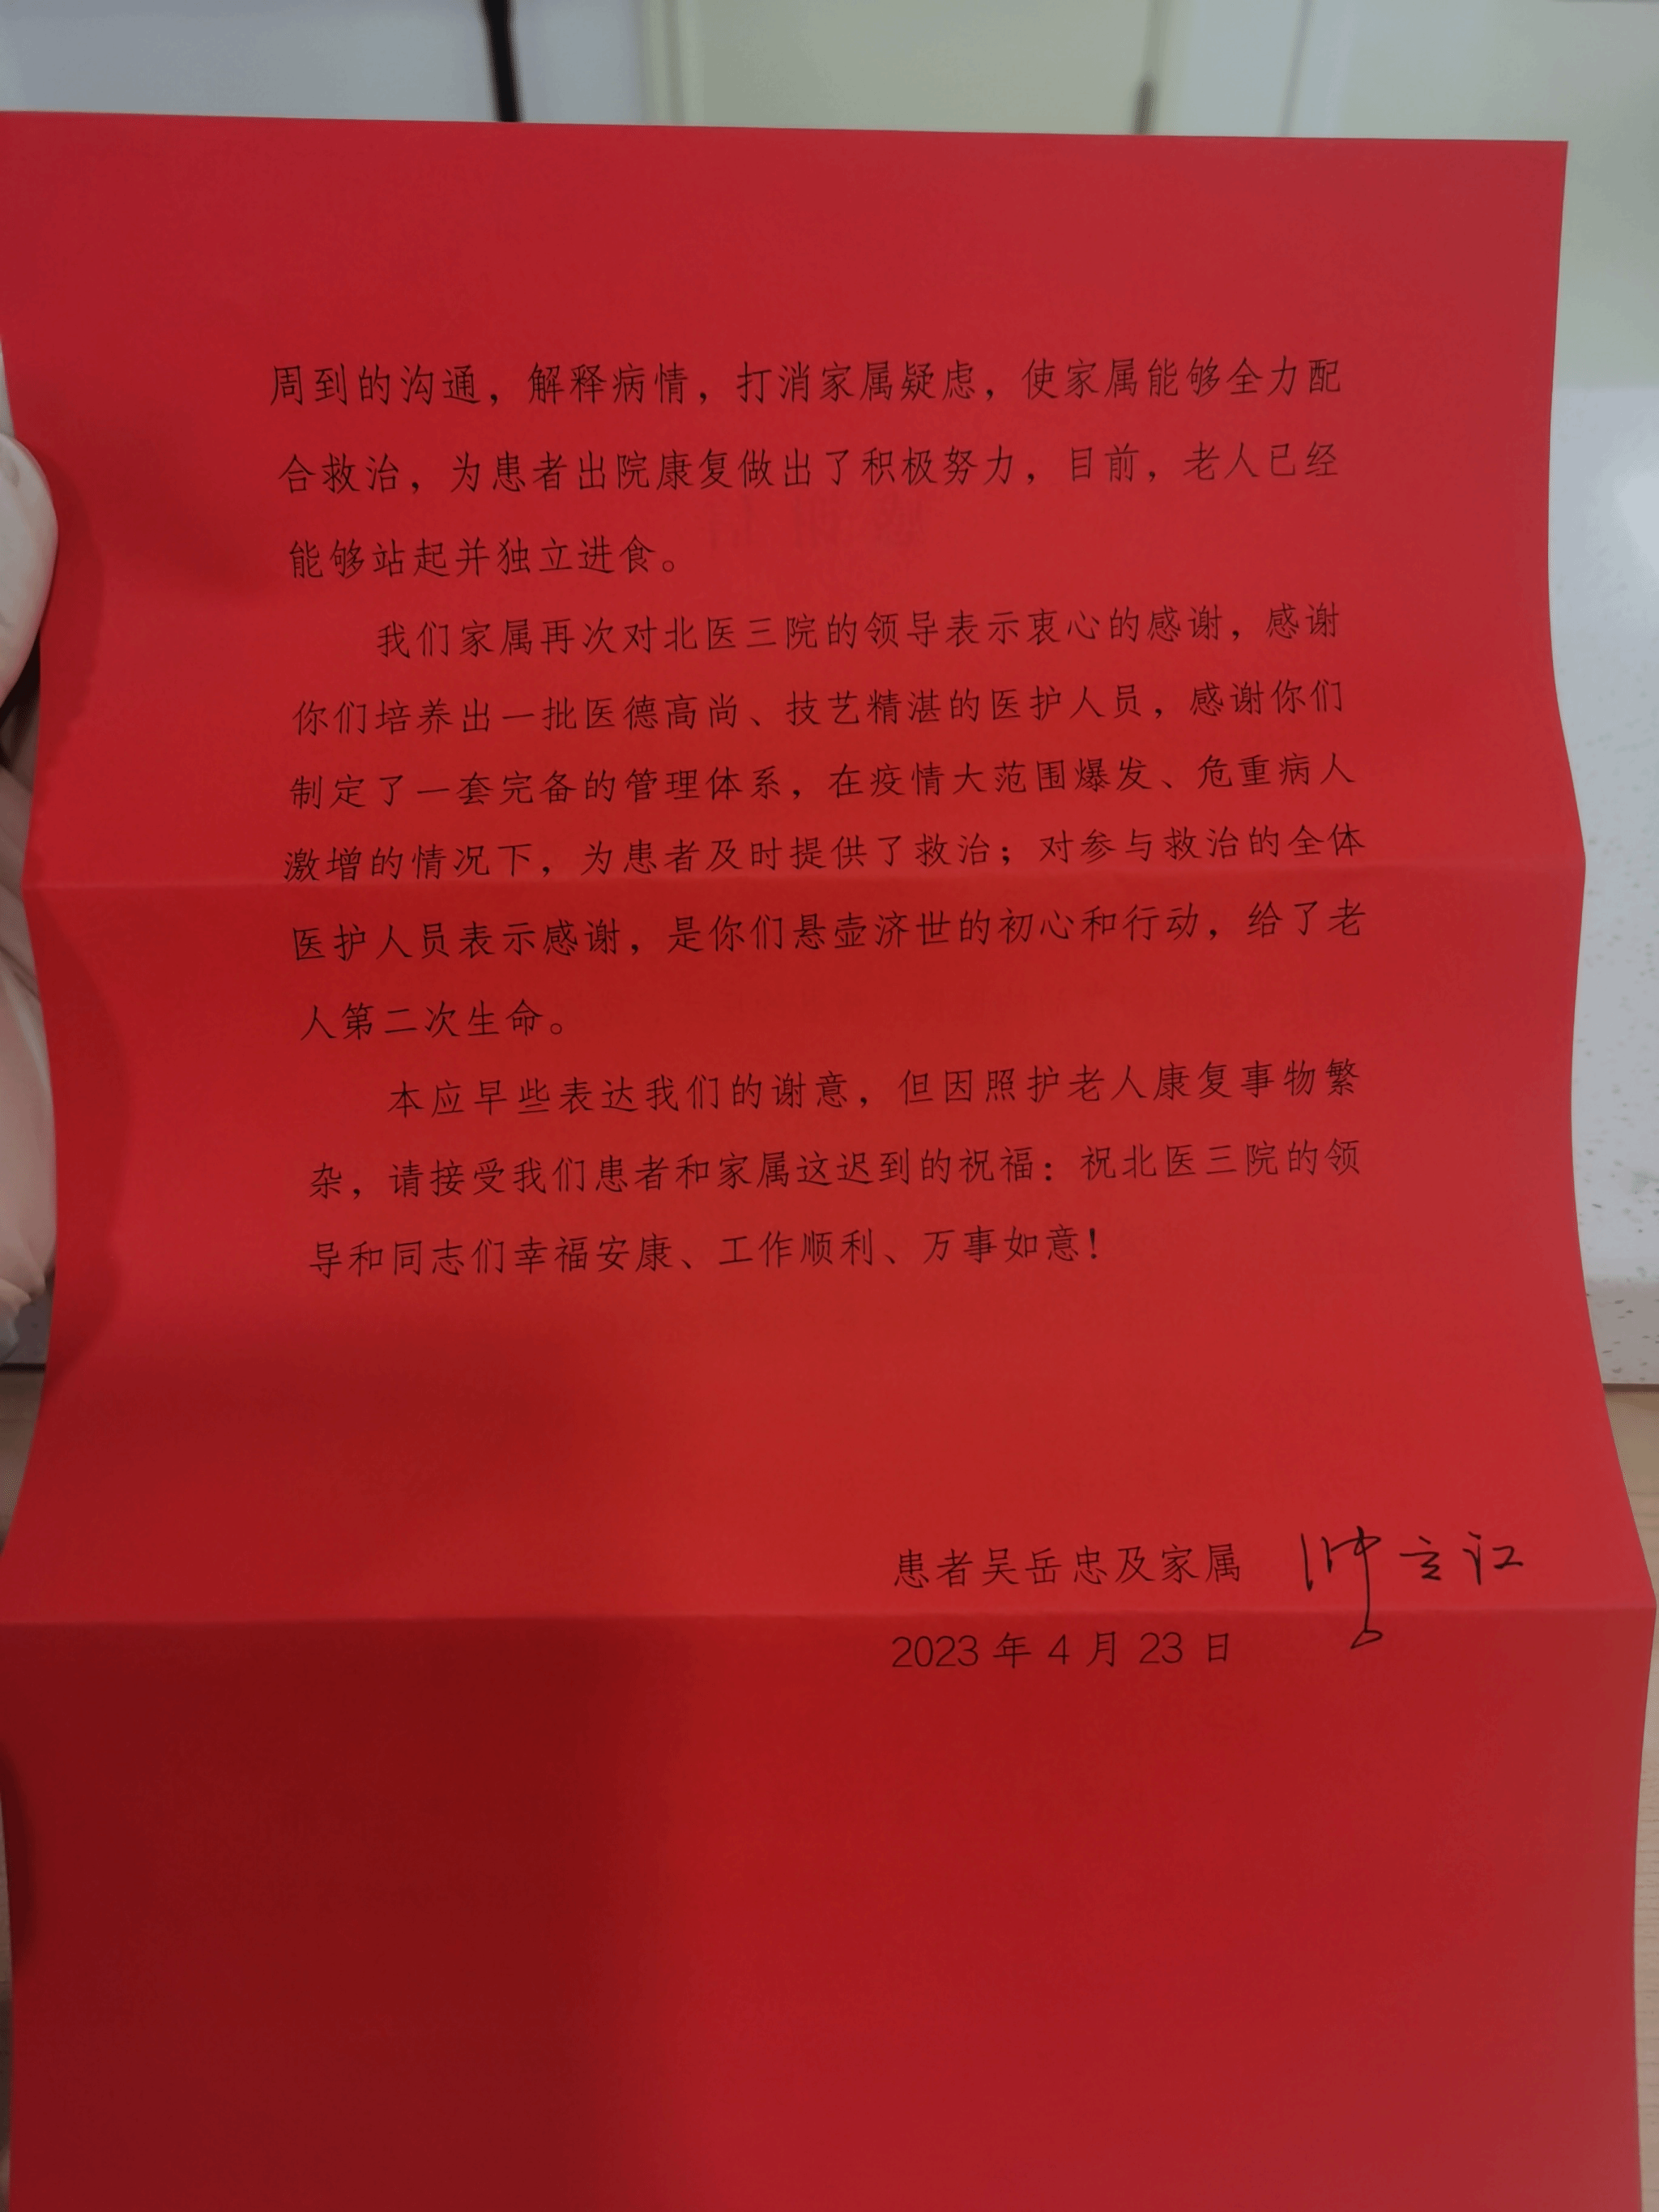 周到的沟通，解释病情，打消家属疑虑，使家属能够全力配
合救治，为患者出院康复做出了积极努力，目前，老人已经
能够站起并独立进食。
我们家属再次对北医三院的领导表示衷心的感谢，感谢
你们培养出一批医德高尚、技艺精湛的医护人员，感谢你们
制定了一套完备的管理体系，在疫情大范围爆发、危重病人
激增的情况下，为患者及时提供了救治；对参与救治的全体
医护人员表示感谢，是你们悬壶济世的初心和行动，给了老
人第二次生命。
本应早些表达我们的谢意，但因照护老人康复事物繁
杂，请接受我们患者和家属这迟到的祝福：祝北医三院的领
导和同志们幸福安康、工作顺利、万事如意！
患者吴岳忠及家属
2023 年 4 月 23 日